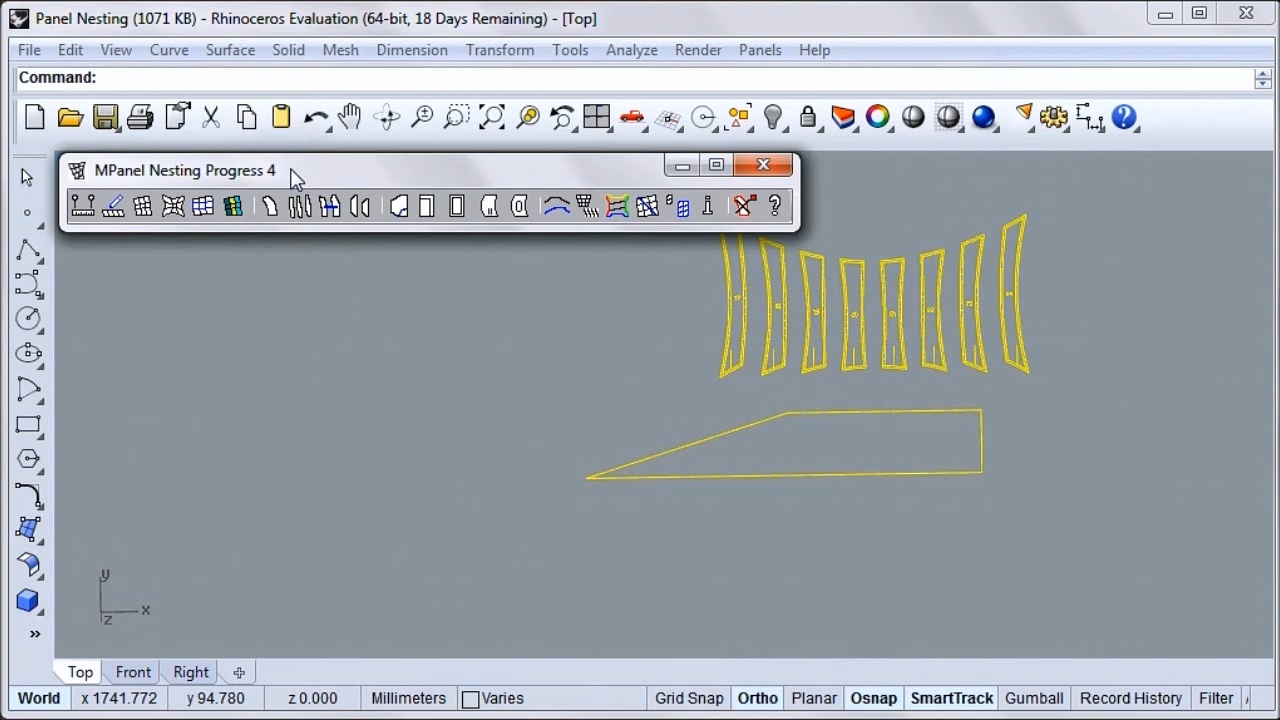 Panel Nesting (1071 KB) - Rhinoceros Evaluation (64-bit, 18 Days Remaining) - [Top]
File Edit View Curve Surface Solid Mesh Dimension Transform Tools Analyze Render Panels Help
Command:
MPanel Nesting Progress 4
y
x
z
Top Front Right
World x 1741.772 y 94.780 z 0.000 Millimeters Varies Grid Snap Ortho Planar Osnap SmartTrack Gumball Record History Filter